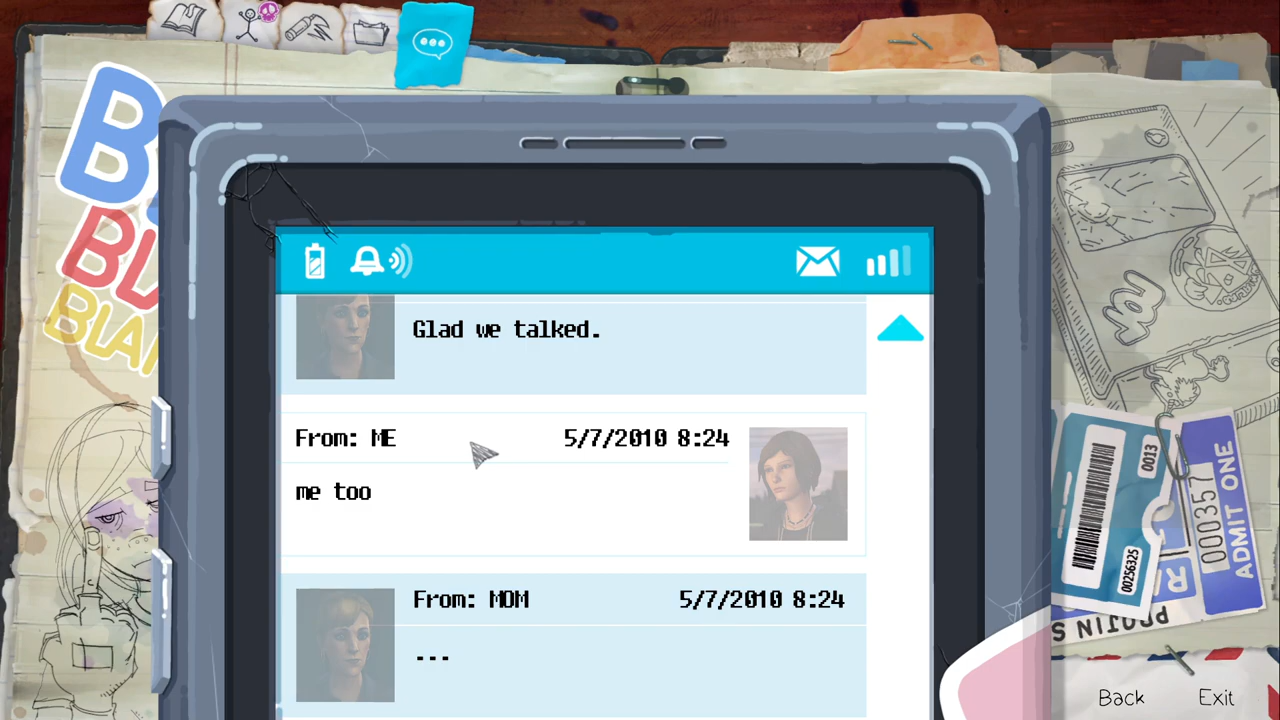 Glad we talked.
From: ME 5/7/2010 8:24
me too
From: MOM 5/7/2010 8:24
...
0013
00256325
000357
ADMIT ONE
Back
Exit